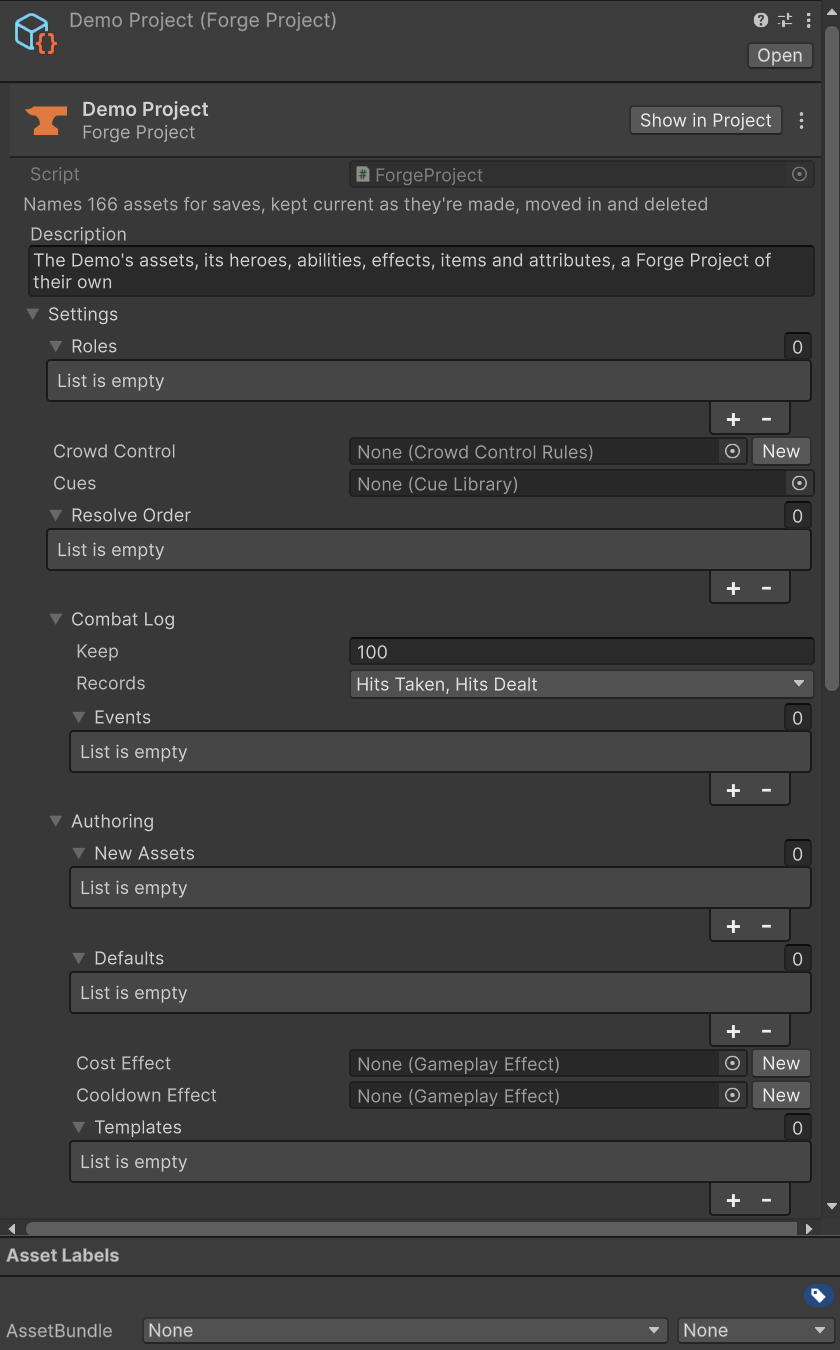 Demo Project (Forge Project)
Open
Demo Project
Forge Project
Show in Project
Script
ForgeProject
Names 166 assets for saves, kept current as they're made, moved in and deleted
Description
The Demo's assets, its heroes, abilities, effects, items and attributes, a Forge Project of
their own
Settings
Roles 0
List is empty
+ -
Crowd Control None (Crowd Control Rules) New
Cues None (Cue Library)
Resolve Order 0
List is empty
+ -
Combat Log
Keep 100
Records Hits Taken, Hits Dealt
Events 0
List is empty
+ -
Authoring
New Assets 0
List is empty
+ -
Defaults 0
List is empty
+ -
Cost Effect None (Gameplay Effect) New
Cooldown Effect None (Gameplay Effect) New
Templates 0
List is empty
+ -
Asset Labels
AssetBundle None None